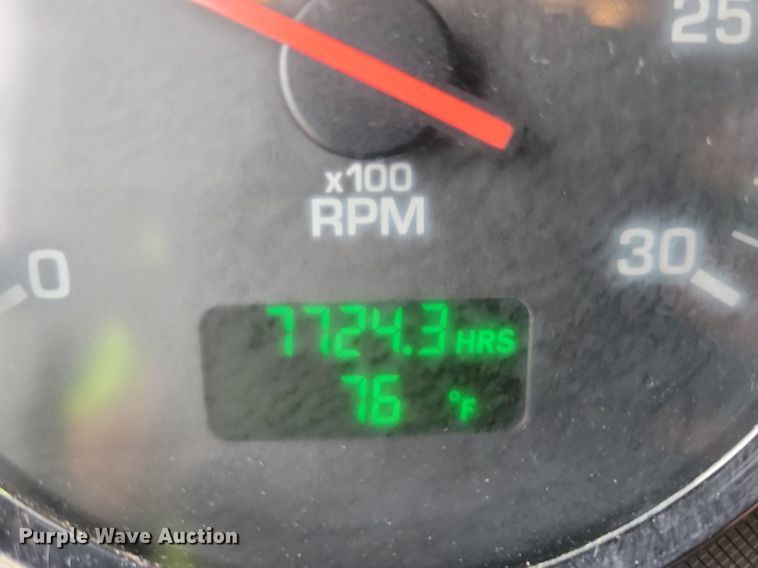 25
x100
RPM
0
30
7724.3 HRS
76 °F
Purple Wave Auction